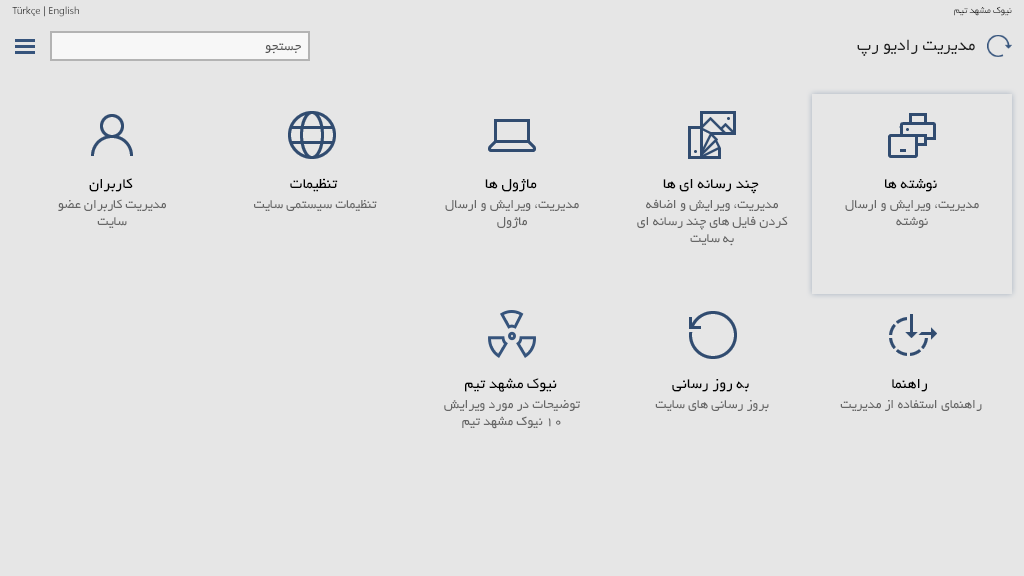 نیوک مشهد تیم
Türkçe | English
مدیریت رادیو رپ
جستجو
نوشته ها
مدیریت، ویرایش و ارسال
نوشته
چند رسانه ای ها
مدیریت، ویرایش و اضافه
کردن فایل های چند رسانه ای
به سایت
ماژول ها
مدیریت، ویرایش و ارسال
ماژول
تنظیمات
تنظیمات سیستمی سایت
کاربران
مدیریت کاربران عضو
سایت
راهنما
راهنمای استفاده از مدیریت
به روز رسانی
بروز رسانی های سایت
نیوک مشهد تیم
توضیحات در مورد ویرایش
۱۰ نیوک مشهد تیم